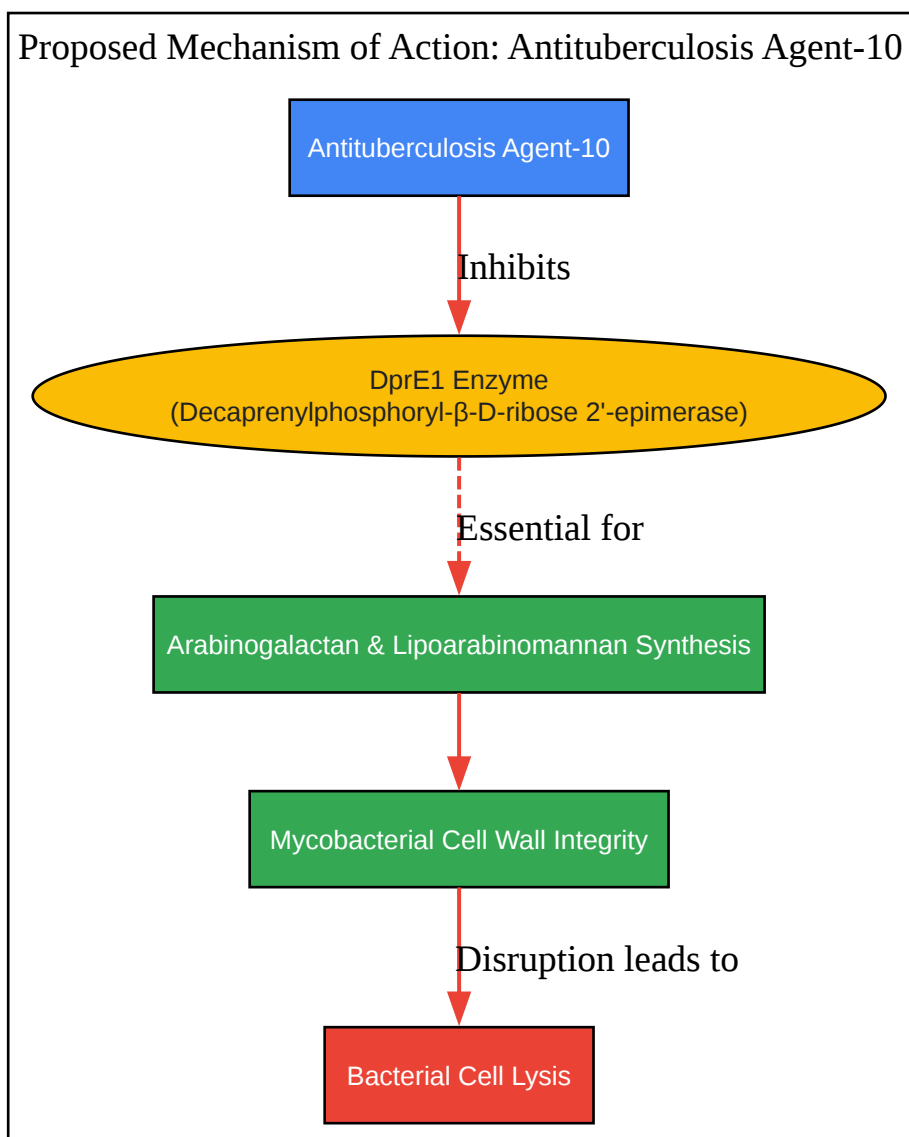 Proposed Mechanism of Action: Antituberculosis Agent-10
Antituberculosis Agent-10
Inhibits
DprE1 Enzyme
(Decaprenylphosphoryl-β-D-ribose 2'-epimerase)
Essential for
Arabinogalactan & Lipoarabinomannan Synthesis
Mycobacterial Cell Wall Integrity
Disruption leads to
Bacterial Cell Lysis